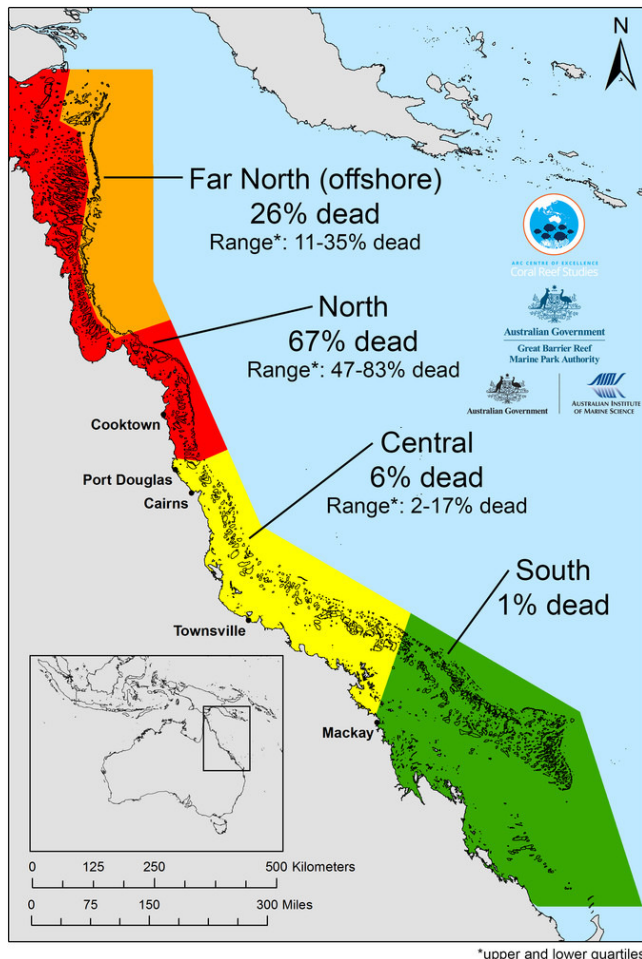 N
Far North (offshore)
26% dead
Range*: 11-35% dead
ARC CENTRE OF EXCELLENCE
Coral Reef Studies
Australian Government
Great Barrier Reef
Marine Park Authority
North
67% dead
Range*: 47-83% dead
Australian Government
AIMS
AUSTRALIAN INSTITUTE
OF MARINE SCIENCE
Cooktown
Central
6% dead
Range*: 2-17% dead
Port Douglas
Cairns
South
1% dead
Townsville
Mackay
0 125 250 500 Kilometers
0 75 150 300 Miles
*upper and lower quartiles